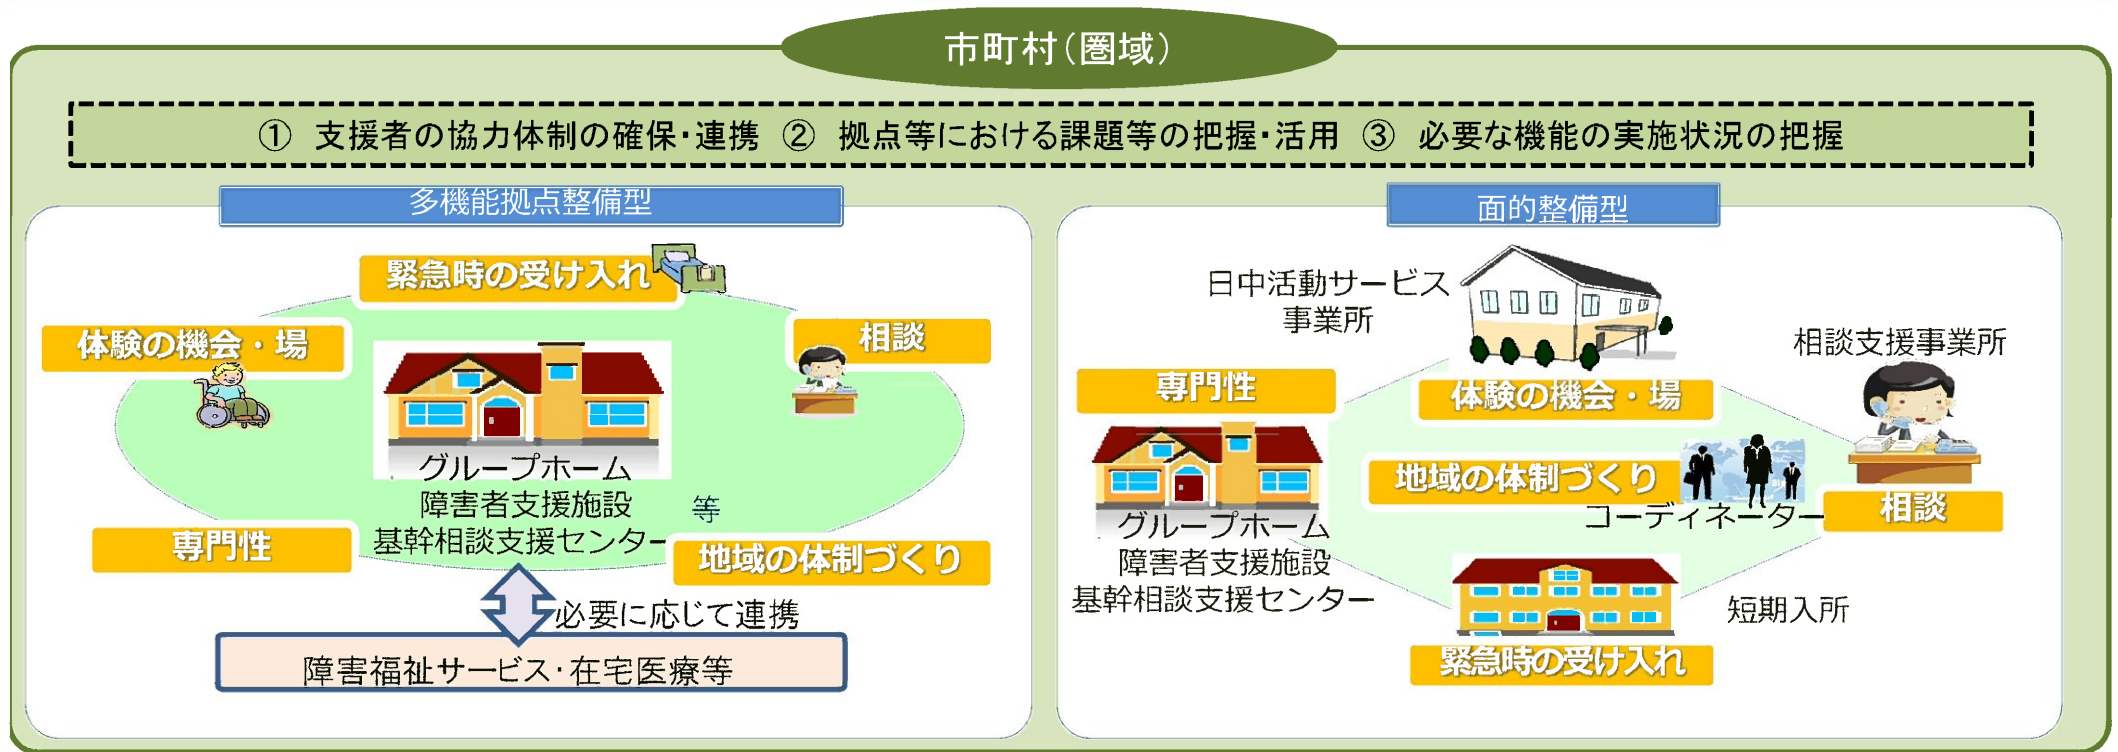 市町村（圏域）
① 支援者の協力体制の確保・連携 ② 拠点等における課題等の把握・活用 ③ 必要な機能の実施状況の把握
多機能拠点整備型
緊急時の受け入れ
体験の機会・場
相談
グループホーム
障害者支援施設 等
基幹相談支援センター
専門性
地域の体制づくり
必要に応じて連携
障害福祉サービス・在宅医療等
面的整備型
日中活動サービス
事業所
相談支援事業所
専門性
体験の機会・場
地域の体制づくり
コーディネーター
相談
グループホーム
障害者支援施設
基幹相談支援センター
短期入所
緊急時の受け入れ